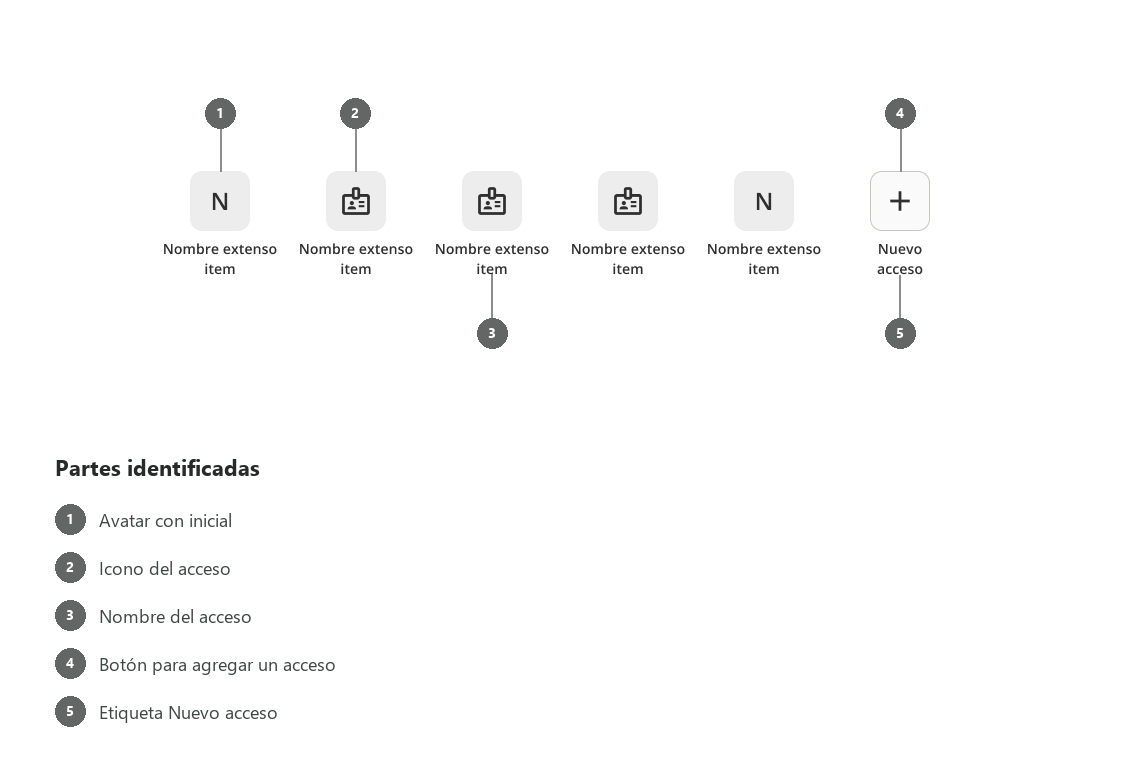 1 2 4
N N
Nombre extenso Nombre extenso Nombre extenso Nombre extenso Nombre extenso Nuevo
item item item item item acceso
3 5
Partes identificadas
1 Avatar con inicial
2 Icono del acceso
3 Nombre del acceso
4 Botón para agregar un acceso
5 Etiqueta Nuevo acceso